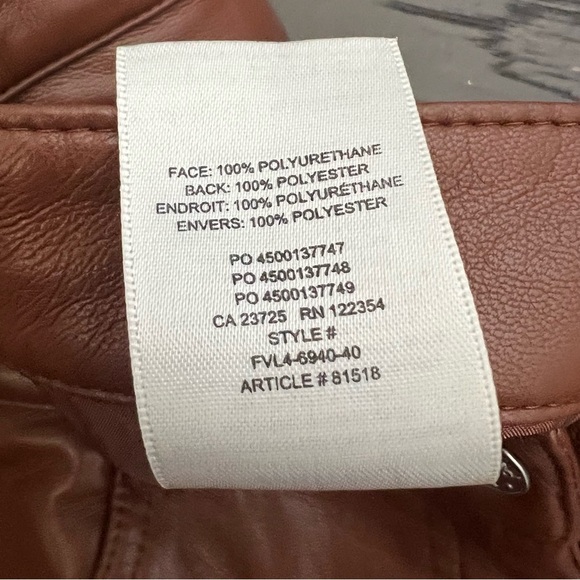 FACE: 100% POLYURETHANE
BACK: 100% POLYESTER
ENDROIT: 100% POLYURÉTHANE
ENVERS: 100% POLYESTER
PO 4500137747
PO 4500137748
PO 4500137749
CA 23725 RN 122354
STYLE #
FVL4-6940-40
ARTICLE # 81518